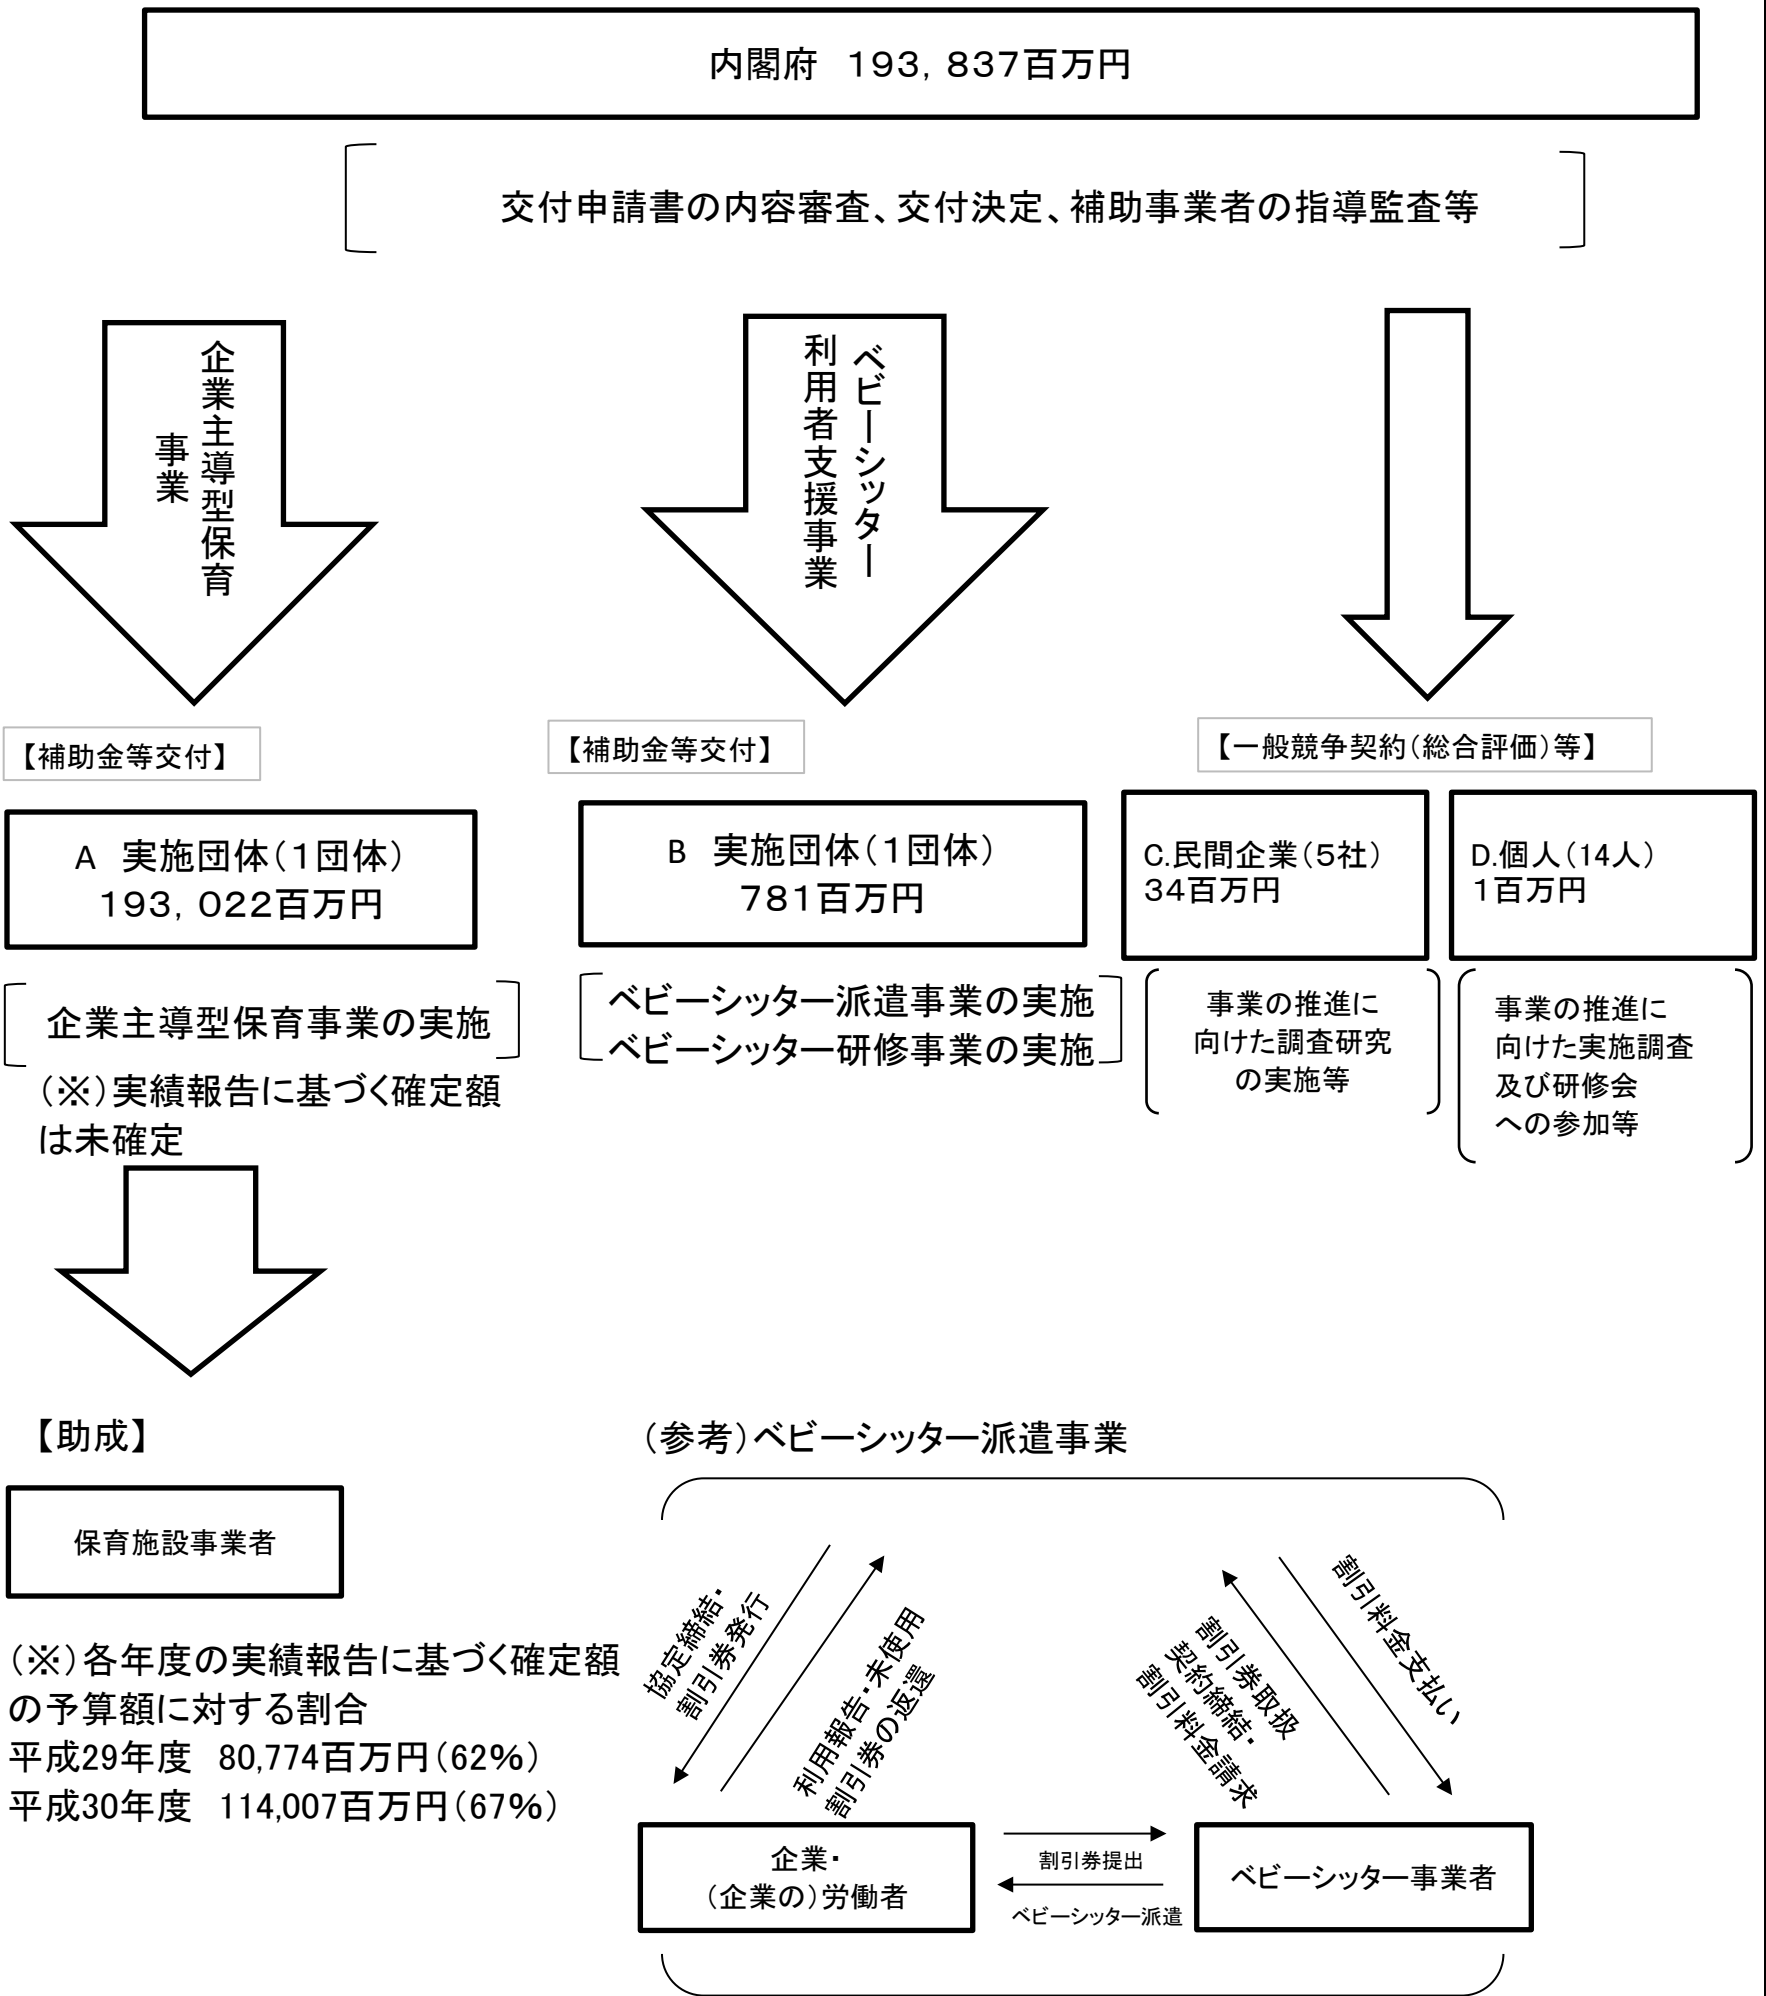 内閣府　１９３，８３７百万円
交付申請書の内容審査、交付決定、補助事業者の指導監査等
企業主導型保育
事業
ベビーシッター
利用者支援事業
【補助金等交付】
【補助金等交付】
【一般競争契約（総合評価）等】
A　実施団体（１団体）
１９３，０２２百万円
B　実施団体（１団体）
７８１百万円
C.民間企業（５社）
３４百万円
D.個人（14人）
１百万円
企業主導型保育事業の実施
（※）実績報告に基づく確定額
は未確定
ベビーシッター派遣事業の実施
ベビーシッター研修事業の実施
事業の推進に
向けた調査研究
の実施等
事業の推進に
向けた実施調査
及び研修会
への参加等
【助成】
保育施設事業者
（※）各年度の実績報告に基づく確定額
の予算額に対する割合
平成29年度　80,774百万円（62%）
平成30年度　114,007百万円（67%）
（参考）ベビーシッター派遣事業
協定締結・
割引券発行
利用報告・未使用
割引券の返還
割引券取扱
契約締結・
割引料金請求
割引料金支払い
企業・
（企業の）労働者
割引券提出
ベビーシッター派遣
ベビーシッター事業者